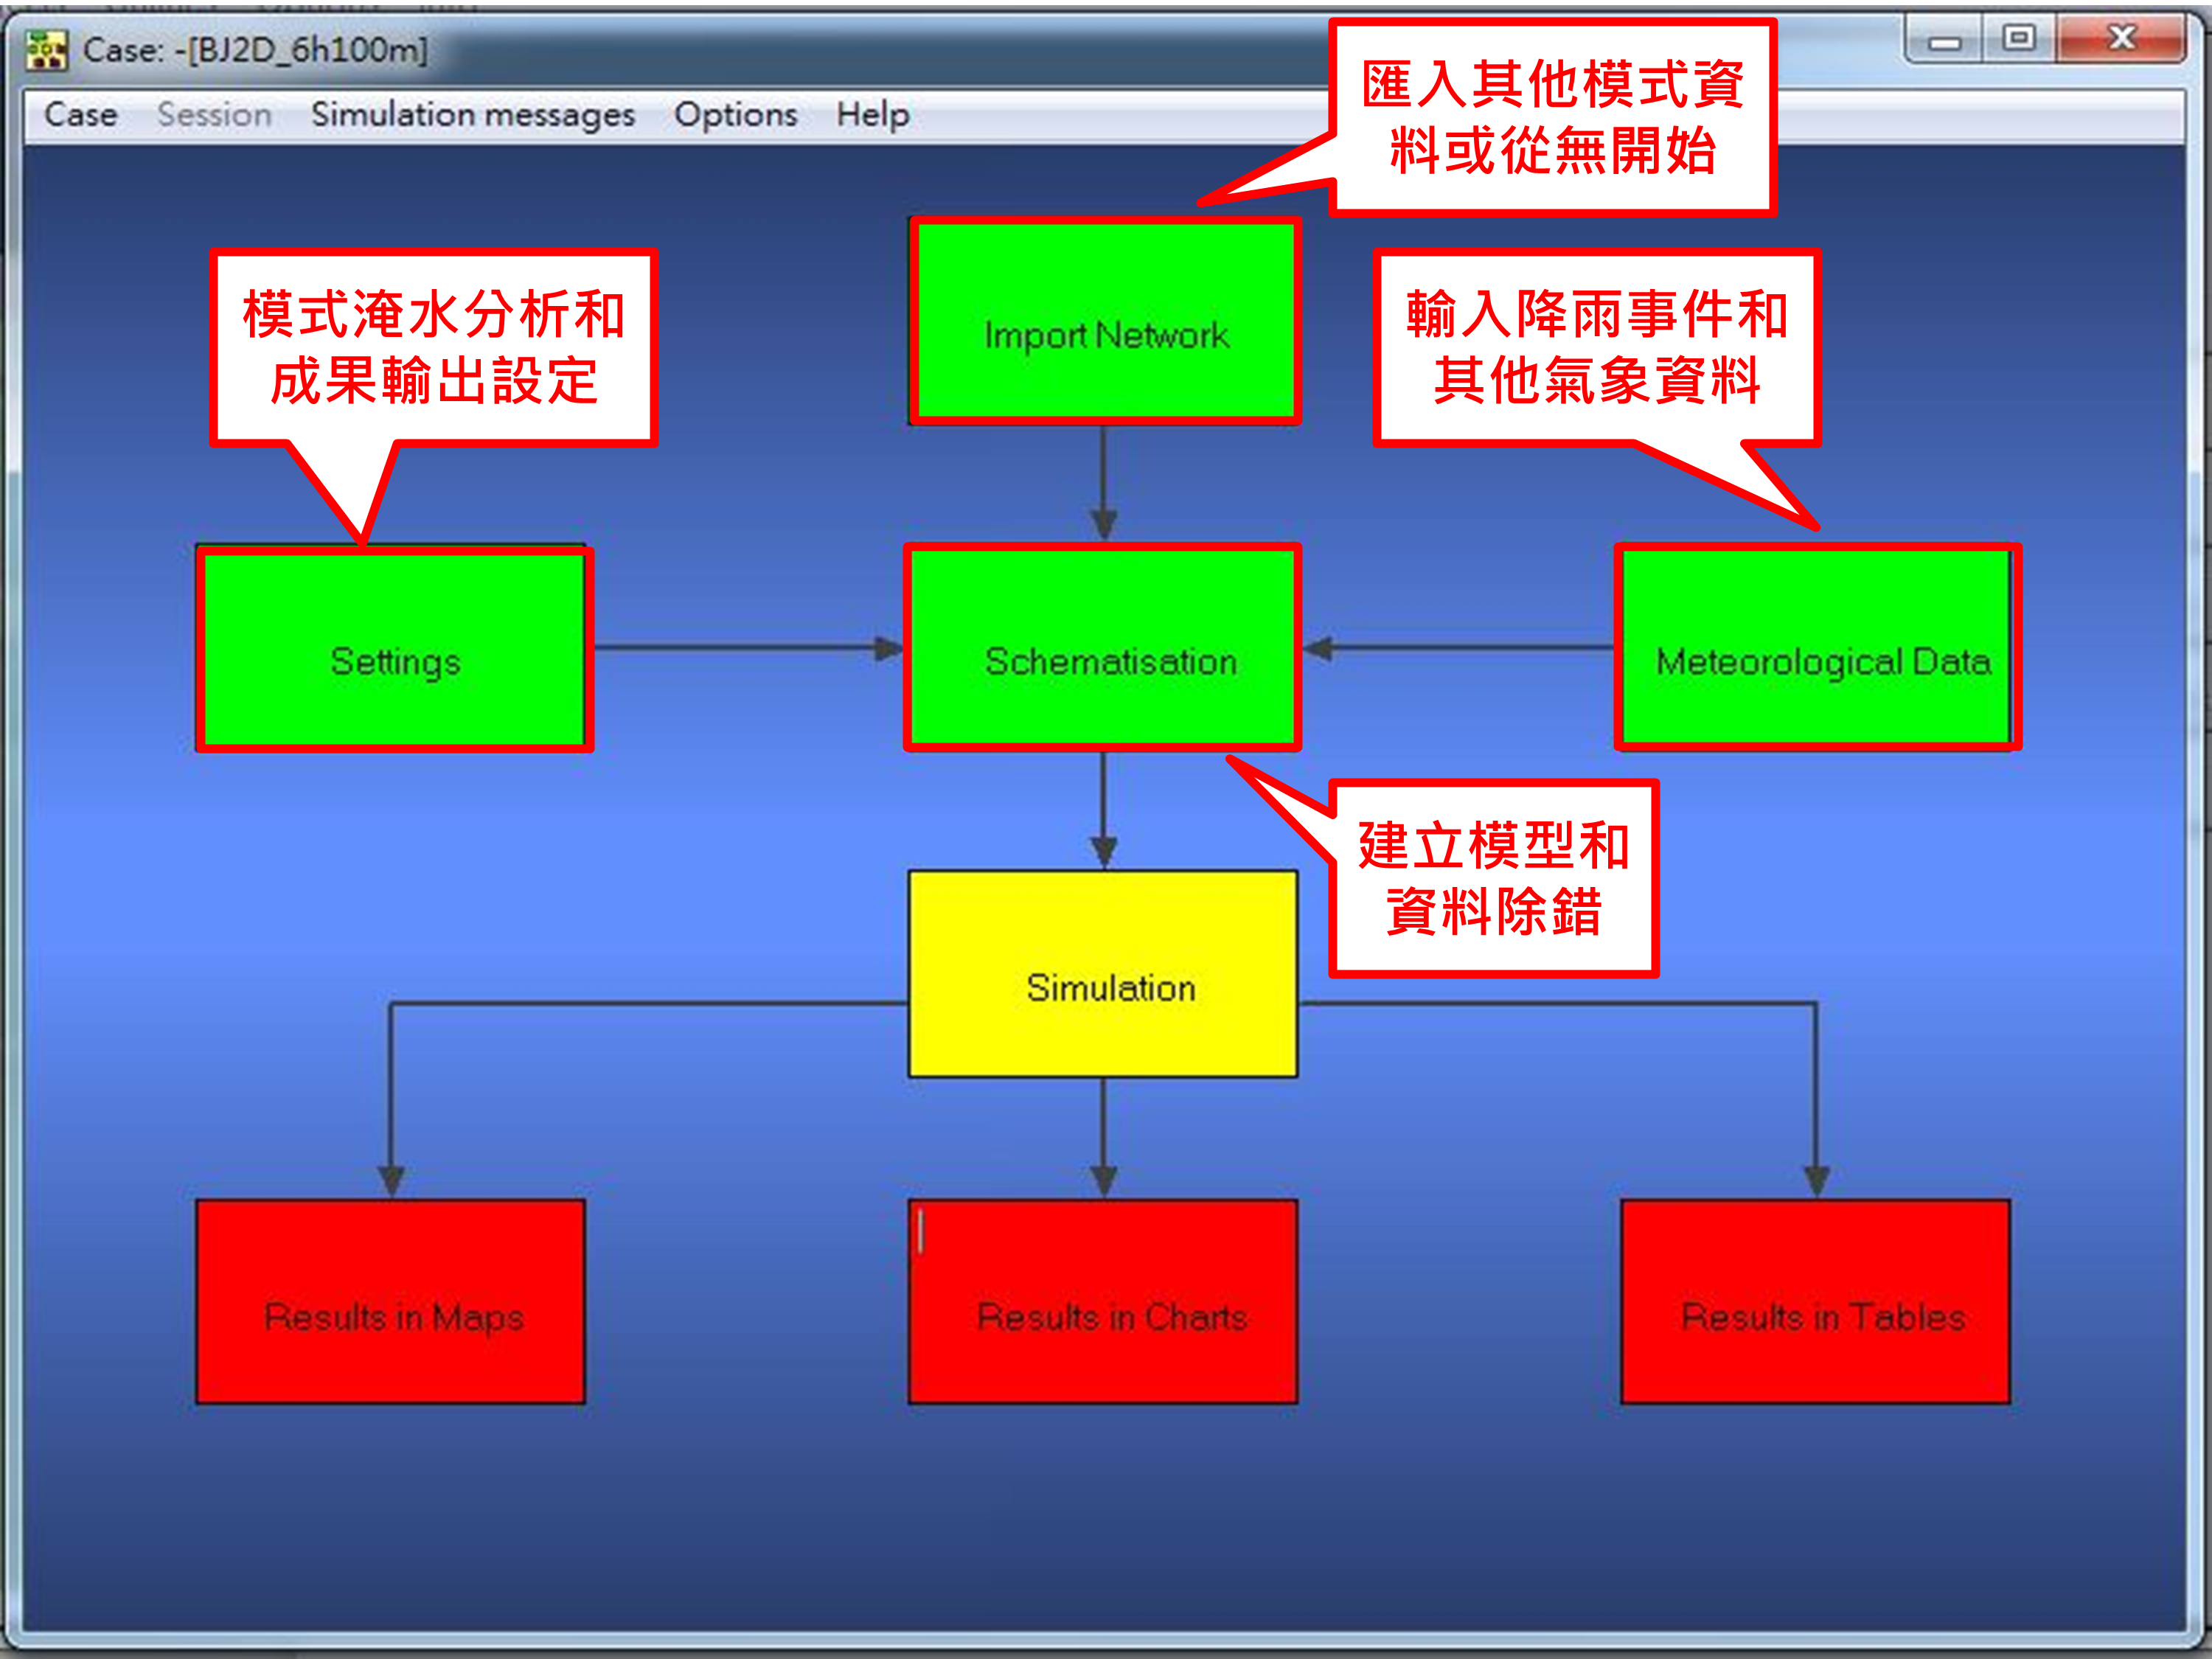 Case: -[BJ2D_6h100m]
Case Session Simulation messages Options Help
匯入其他模式資
料或從無開始
模式淹水分析和
成果輸出設定
Import Network
輸入降雨事件和
其他氣象資料
Settings
Schematisation
Meteorological Data
建立模型和
資料除錯
Simulation
Results in Maps
Results in Charts
Results in Tables